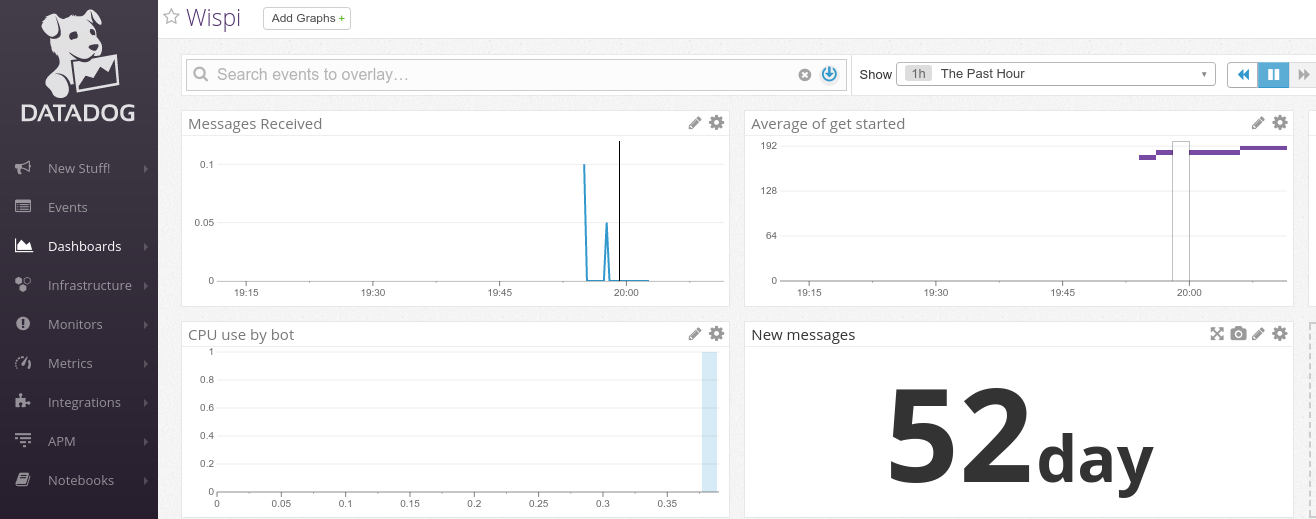 DATADOG
New Stuff!
Events
Dashboards
Infrastructure
Monitors
Metrics
Integrations
APM
Notebooks
Wispi
Add Graphs +
Search events to overlay...
Show
1h The Past Hour
Messages Received
0.1
0.05
0
19:15 19:30 19:45 20:00
Average of get started
192
128
64
0
19:15 19:30 19:45 20:00
CPU use by bot
1
0.8
0.6
0.4
0.2
0
0 0.05 0.1 0.15 0.2 0.25 0.3 0.35
New messages
52 day